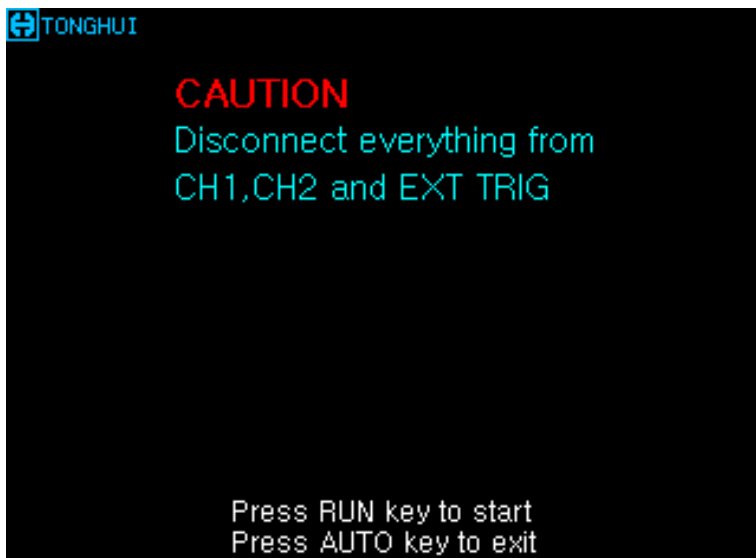 TONGHUI
CAUTION
Disconnect everything from
CH1,CH2 and EXT TRIG
Press RUN key to start
Press AUTO key to exit